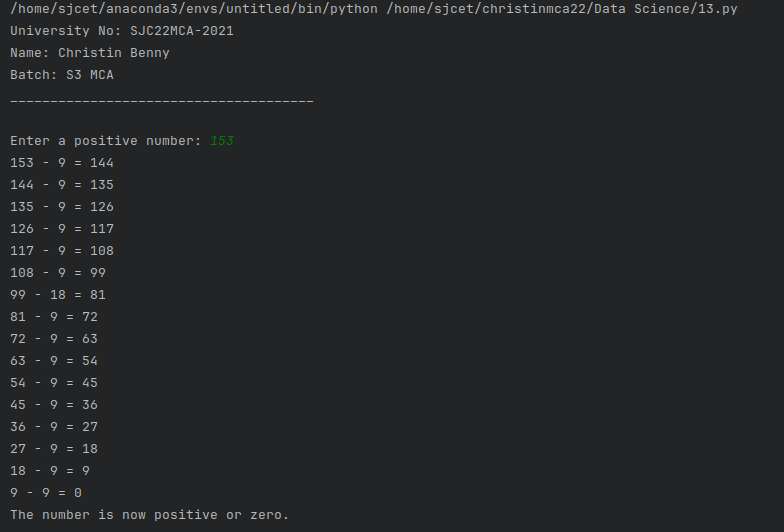 /home/sjcet/anaconda3/envs/untitled/bin/python /home/sjcet/christinmca22/Data Science/13.py
University No: SJC22MCA-2021
Name: Christin Benny
Batch: S3 MCA
______________________________________
Enter a positive number: 153
153 - 9 = 144
144 - 9 = 135
135 - 9 = 126
126 - 9 = 117
117 - 9 = 108
108 - 9 = 99
99 - 18 = 81
81 - 9 = 72
72 - 9 = 63
63 - 9 = 54
54 - 9 = 45
45 - 9 = 36
36 - 9 = 27
27 - 9 = 18
18 - 9 = 9
9 - 9 = 0
The number is now positive or zero.